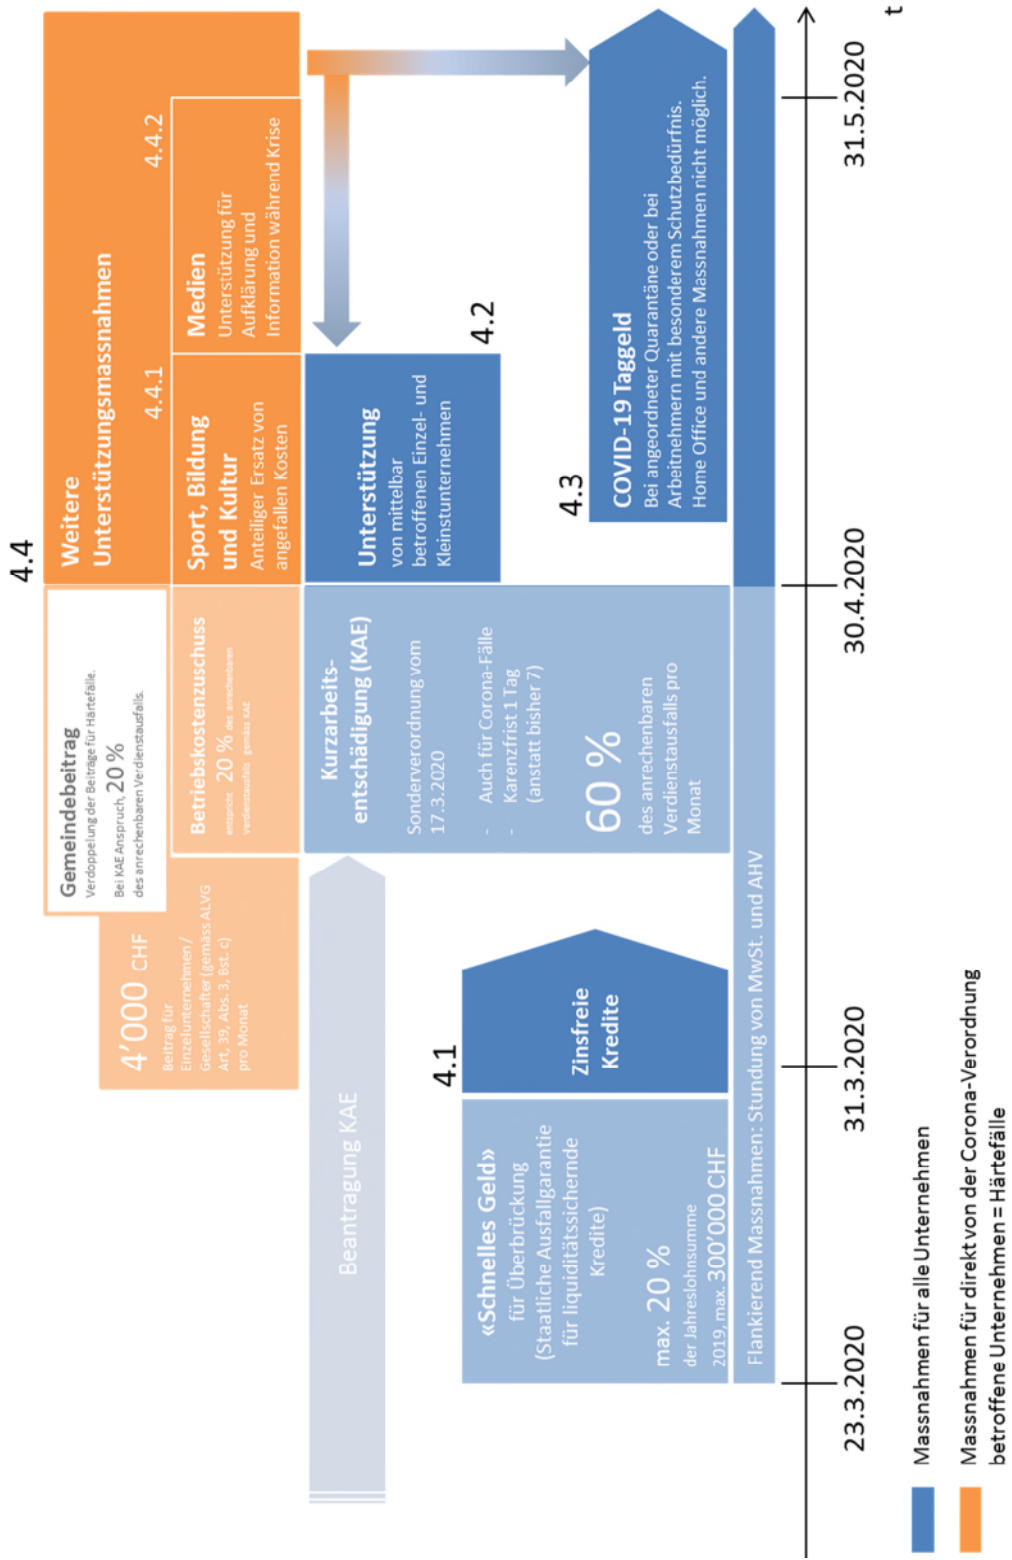 4.4
Weitere
Unterstützungsmassnahmen
Gemeindebeitrag
Verdoppelung der Beiträge für Härtefälle.
Bei KAE Anspruch, 20 %
des anrechenbaren Verdienstausfalls.
4’000 CHF
Beitrag für
Einzelunternehmen /
Gesellschafter (gemäss ALVG
Art, 39, Abs. 3, Bst. c)
pro Monat
Betriebskostenzuschuss
entspricht 20 % des anrechenbaren
Verdienstausfalls gemäss KAE
4.4.1
Sport, Bildung
und Kultur
Anteiliger Ersatz von
angefallen Kosten
4.4.2
Medien
Unterstützung für
Aufklärung und
Information während Krise
Beantragung KAE
Kurzarbeits-
entschädigung (KAE)
Sonderverordnung vom
17.3.2020
- Auch für Corona-Fälle
- Karenzfrist 1 Tag
(anstatt bisher 7)
60 %
des anrechenbaren
Verdienstausfalls pro
Monat
Unterstützung
von mittelbar
betroffenen Einzel- und
Kleinstunternehmen
4.2
4.1
«Schnelles Geld»
für Überbrückung
(Staatliche Ausfallgarantie
für liquiditätssichernde
Kredite)
max. 20 %
der Jahreslohnsumme
2019, max. 300’000 CHF
Zinsfreie
Kredite
4.3
COVID-19 Taggeld
Bei angeordneter Quarantäne oder bei
Arbeitnehmern mit besonderem Schutzbedürfnis.
Home Office und andere Massnahmen nicht möglich.
Flankierend Massnahmen: Stundung von MwSt. und AHV
23.3.2020
31.3.2020
30.4.2020
31.5.2020
t
Massnahmen für alle Unternehmen
Massnahmen für direkt von der Corona-Verordnung
betroffene Unternehmen = Härtefälle